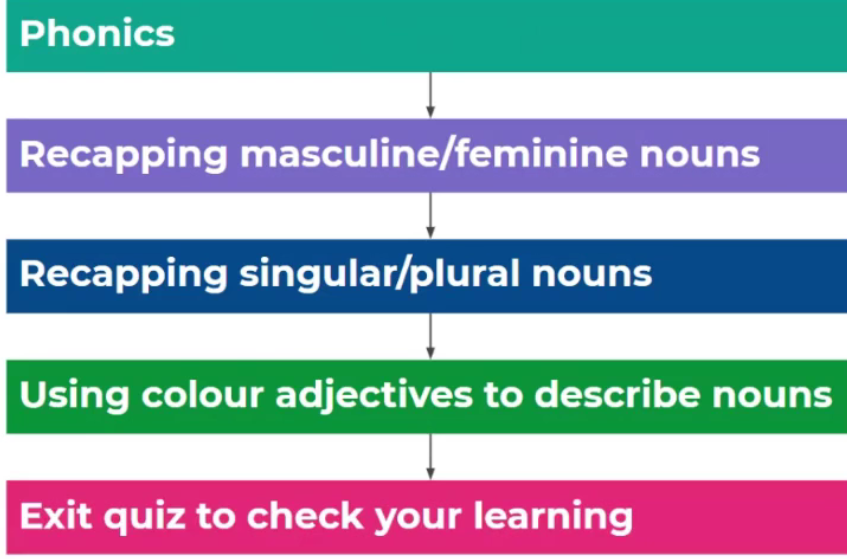 Phonics
Recapping masculine/feminine nouns
Recapping singular/plural nouns
Using colour adjectives to describe nouns
Exit quiz to check your learning